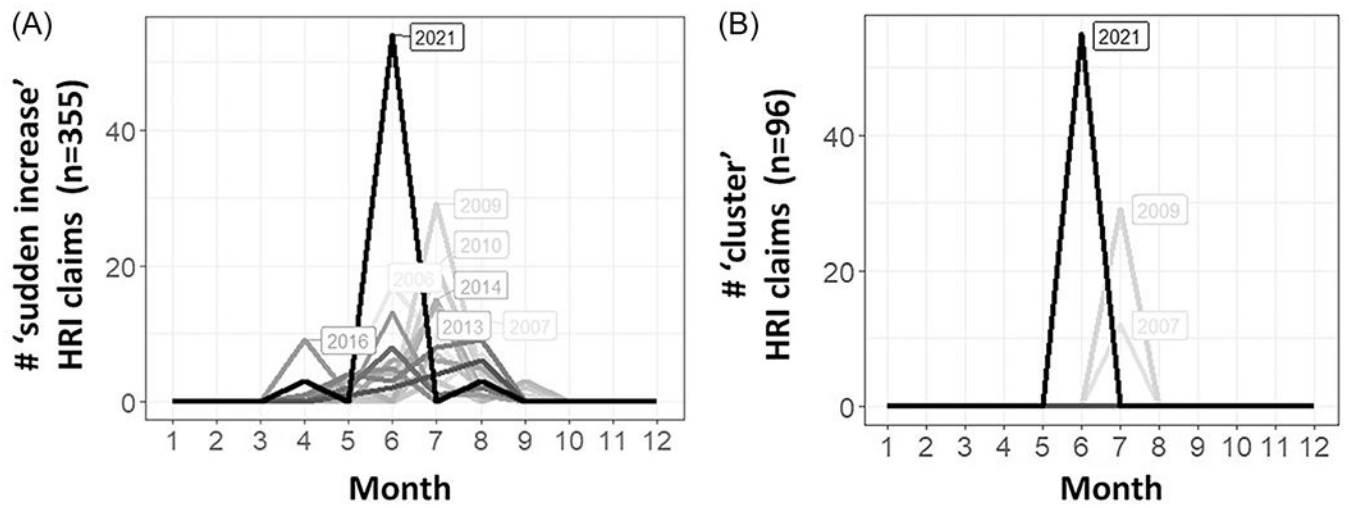 (A)
# 'sudden increase'
HRI claims (n=355)
40
20
0
2021
2009
2010
2006
2014
2016
2013
2007
1 2 3 4 5 6 7 8 9 10 11 12
Month
(B)
# 'cluster'
HRI claims (n=96)
40
20
0
2021
2009
2007
1 2 3 4 5 6 7 8 9 10 11 12
Month